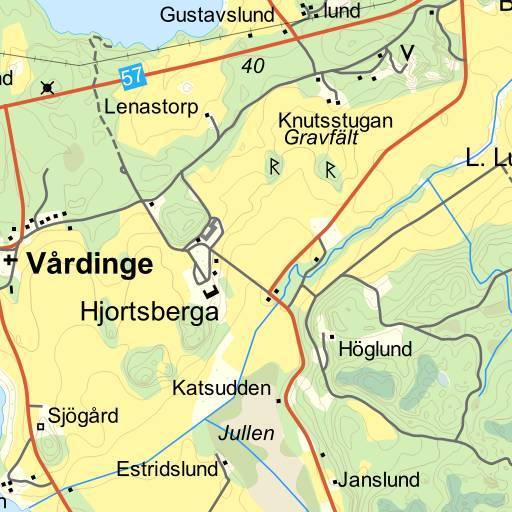 Gustavslund
lund
B
V
57
40
nd
Lenastorp
Knutsstugan
Gravfält
R
R
L. Lu
Vårdinge
Hjortsberga
Höglund
Katsudden
Sjögård
Jullen
Estridslund
Janslund
n